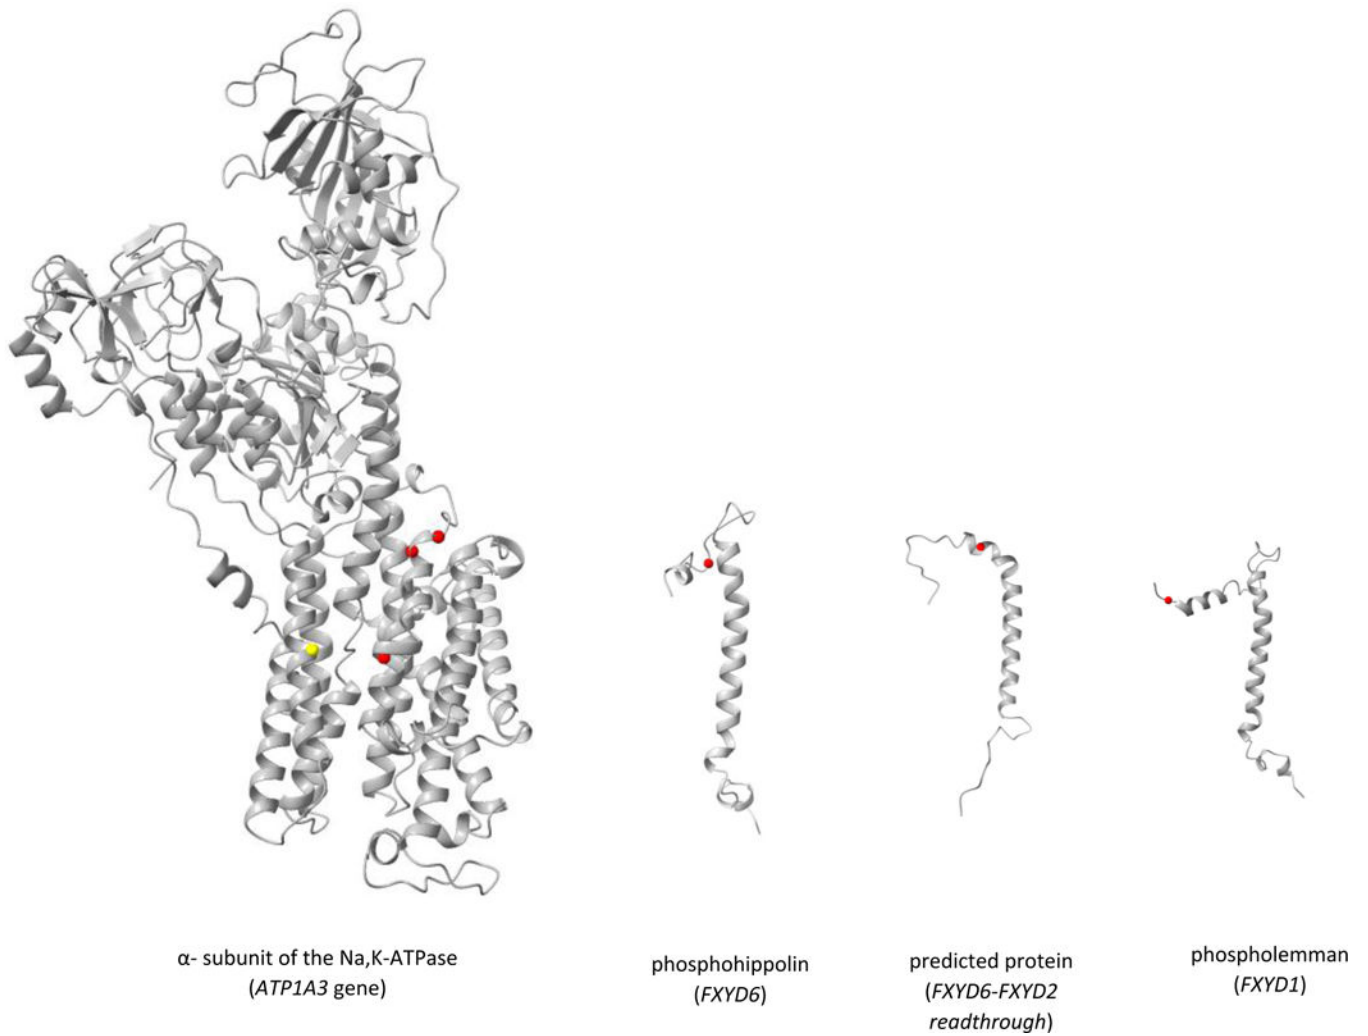 α- subunit of the Na,K-ATPase
(ATP1A3 gene)
phosphohippolin
(FXYD6)
predicted protein
(FXYD6-FXYD2
readthrough)
phospholemman
(FXYD1)